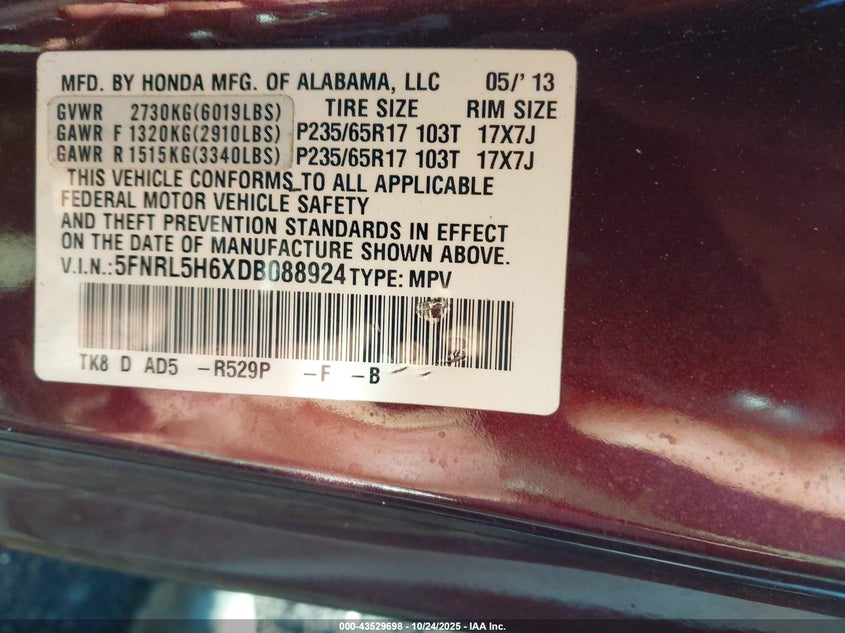 MFD. BY HONDA MFG. OF ALABAMA, LLC 05/' 13
GVWR 2730KG(6019LBS) TIRE SIZE RIM SIZE
GAWR F 1320KG(2910LBS) P235/65R17 103T 17X7J
GAWR R 1515KG(3340LBS) P235/65R17 103T 17X7J
THIS VEHICLE CONFORMS TO ALL APPLICABLE
FEDERAL MOTOR VEHICLE SAFETY
AND THEFT PREVENTION STANDARDS IN EFFECT
ON THE DATE OF MANUFACTURE SHOWN ABOVE.
V.I.N.:5FNRL5H6XDB088924 TYPE: MPV
TK8 D AD5 -R529P -F -B
000-43529698 - 10/24/2025 - IAA Inc.